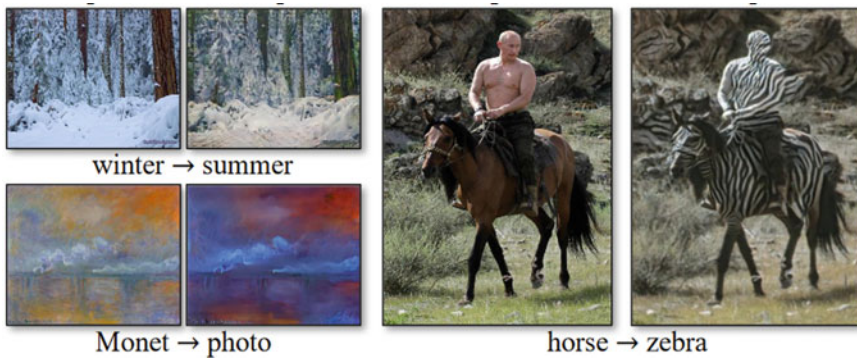 winter → summer
Monet → photo
horse → zebra